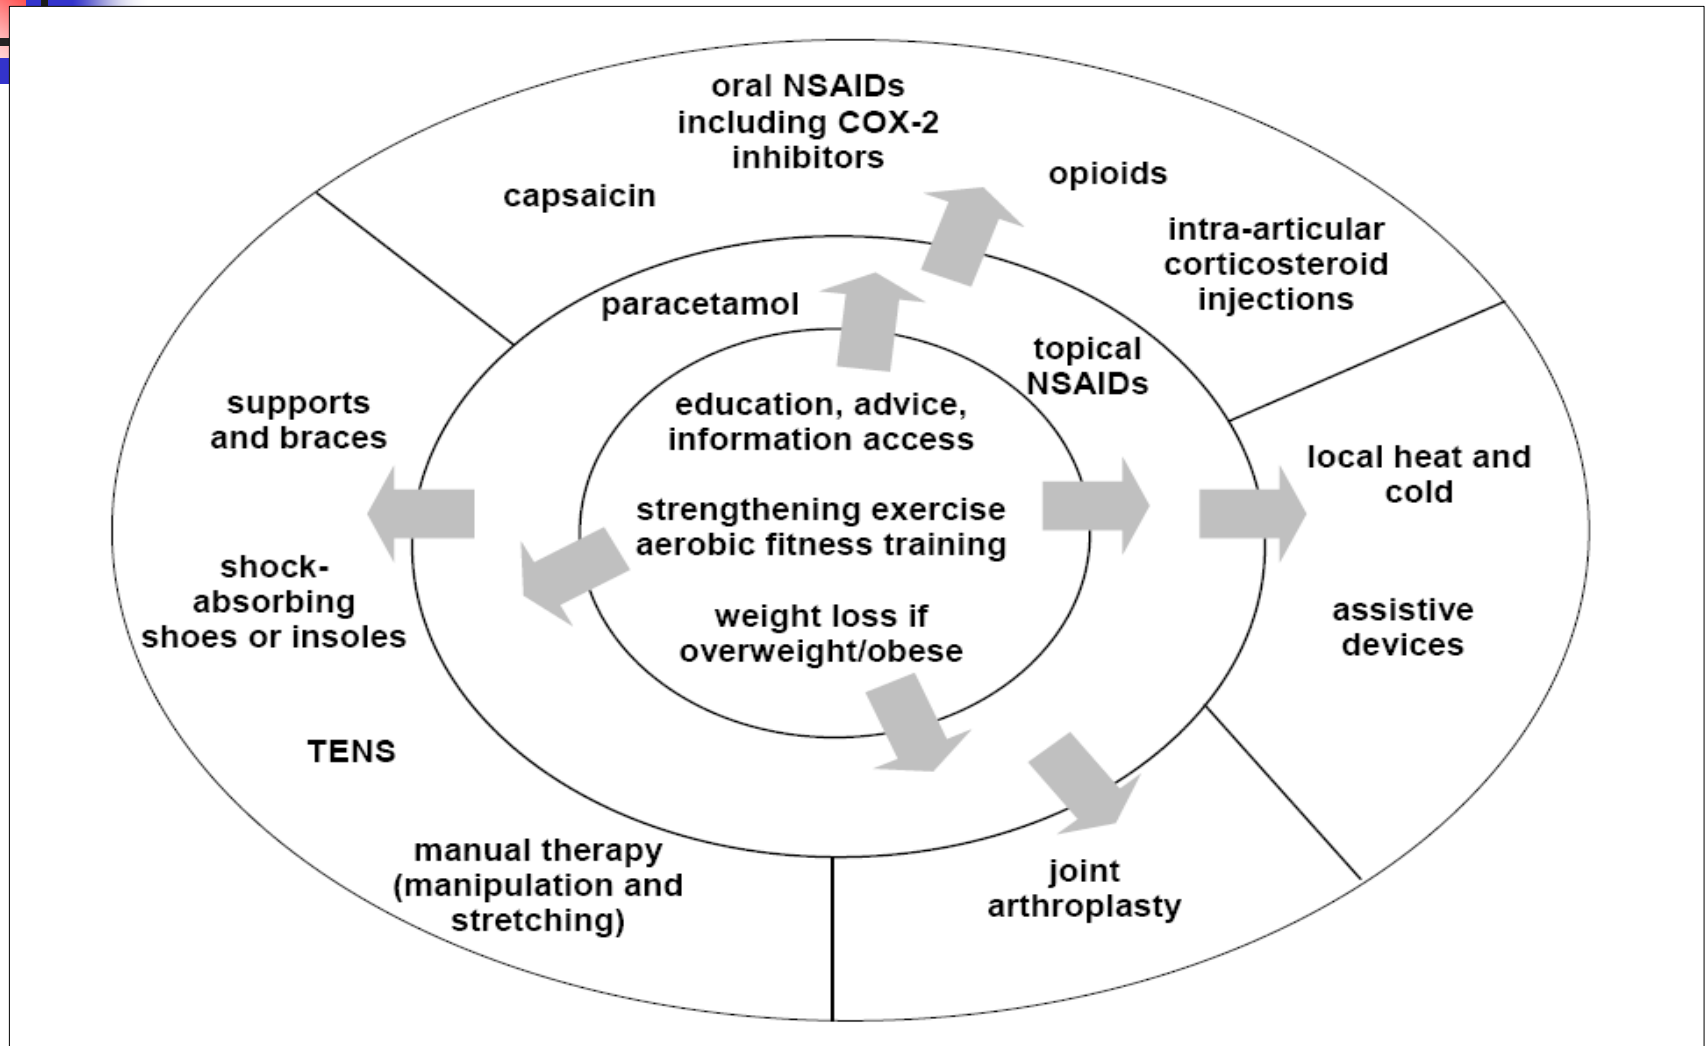 oral NSAIDs
including COX-2
inhibitors
capsaicin
opioids
intra-articular
corticosteroid
injections
paracetamol
topical
NSAIDs
education, advice,
information access
strengthening exercise
aerobic fitness training
weight loss if
overweight/obese
supports
and braces
shock-
absorbing
shoes or insoles
TENS
manual therapy
(manipulation and
stretching)
local heat and
cold
assistive
devices
joint
arthroplasty